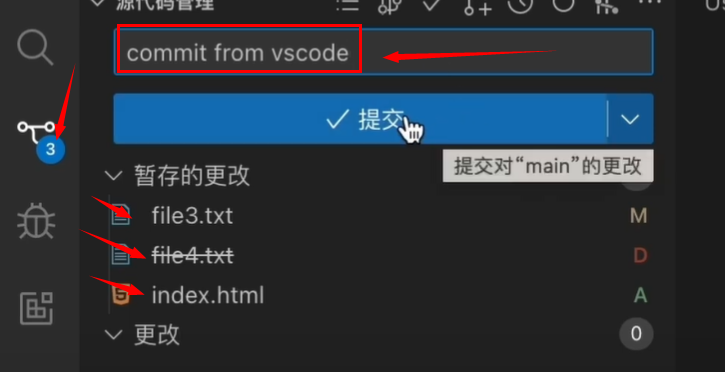 源代码管理
commit from vscode
提交
提交对“main”的更改
暂存的更改
file3.txt M
file4.txt D
index.html A
更改 0
3